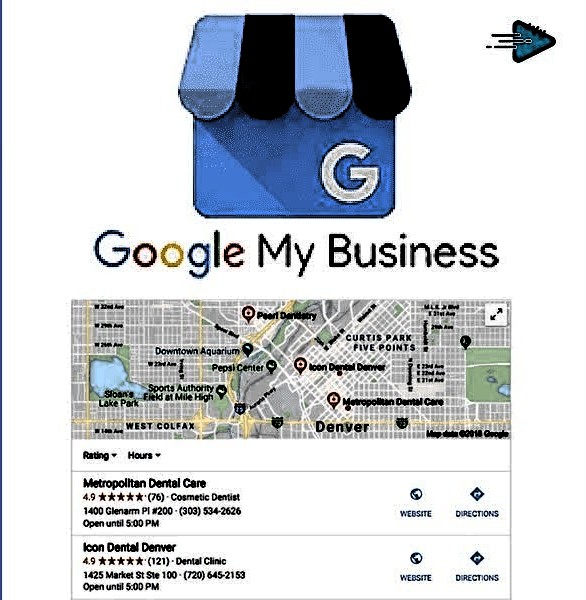 G
Google My Business
Pearl Dentistry
CURTIS PARK
FIVE POINTS
Downtown Aquarium
Pepsi Center
Icon Dental Denver
Sports Authority
Field at Mile High
Sloan's
Lake Park
Metropolitan Dental Care
WEST COLFAX
Denver
Map data ©2018 Google
Rating
Hours
Metropolitan Dental Care
4.9 ★★★★★ (76) · Cosmetic Dentist
1400 Glenarm Pl #200 · (303) 534-2626
Open until 5:00 PM
WEBSITE
DIRECTIONS
Icon Dental Denver
4.9 ★★★★★ (121) · Dental Clinic
1425 Market St Ste 100 · (720) 645-2153
Open until 5:00 PM
WEBSITE
DIRECTIONS